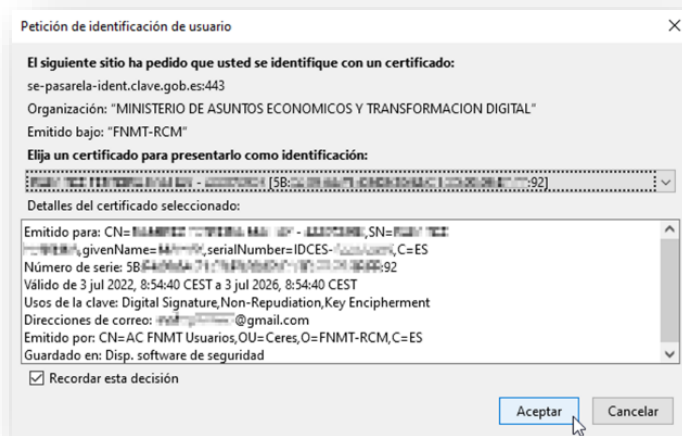 Petición de identificación de usuario
El siguiente sitio ha pedido que usted se identifique con un certificado:
se-pasarela-ident.clave.gob.es:443
Organización: "MINISTERIO DE ASUNTOS ECONOMICOS Y TRANSFORMACION DIGITAL"
Emitido bajo: "FNMT-RCM"
Elija un certificado para presentarlo como identificación:
[5B: :92]
Detalles del certificado seleccionado:
Emitido para: CN= ,SN=
,givenName= ,serialNumber=IDCES- ,C=ES
Número de serie: 5B :92
Válido de 3 jul 2022, 8:54:40 CEST a 3 jul 2026, 8:54:40 CEST
Usos de la clave: Digital Signature,Non-Repudiation,Key Encipherment
Direcciones de correo: @gmail.com
Emitido por: CN=AC FNMT Usuarios,OU=Ceres,O=FNMT-RCM,C=ES
Guardado en: Disp. software de seguridad
Recordar esta decisión
Aceptar Cancelar